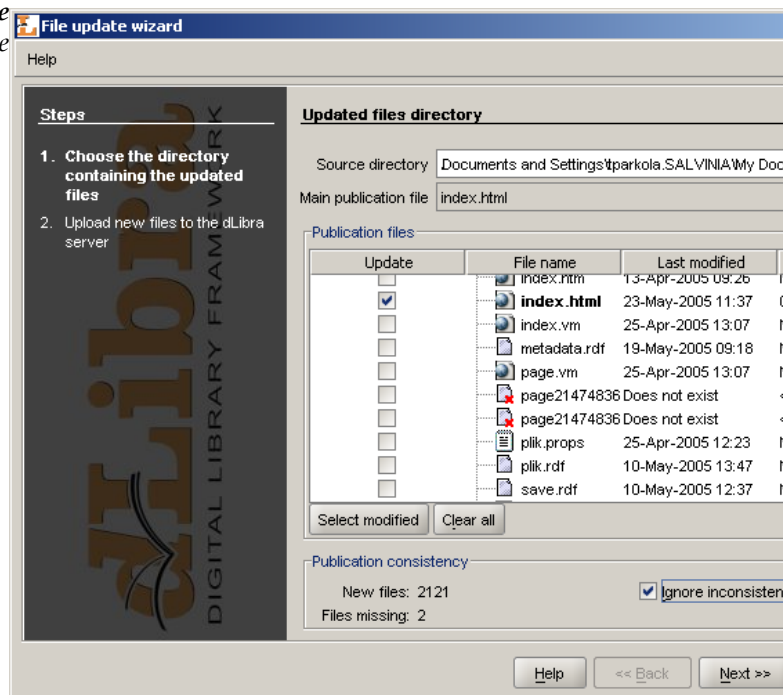 e
e
File update wizard
Help
Steps
1. Choose the directory
containing the updated
files
2. Upload new files to the dLibra
server
dLibra
DIGITAL LIBRARY FRAMEWORK
Updated files directory
Source directory Documents and Settings\tparkola.SALVINIA\My Doc
Main publication file index.html
Publication files
Update File name Last modified
index.htm 13-Apr-2005 09:26
index.html 23-May-2005 11:37
index.vm 25-Apr-2005 13:07
metadata.rdf 19-May-2005 09:18
page.vm 25-Apr-2005 13:07
page21474836 Does not exist
page21474836 Does not exist
plik.props 25-Apr-2005 12:23
plik.rdf 10-May-2005 13:47
save.rdf 10-May-2005 12:37
Select modified Clear all
Publication consistency
New files: 2121 Ignore inconsisten
Files missing: 2
Help << Back Next >>